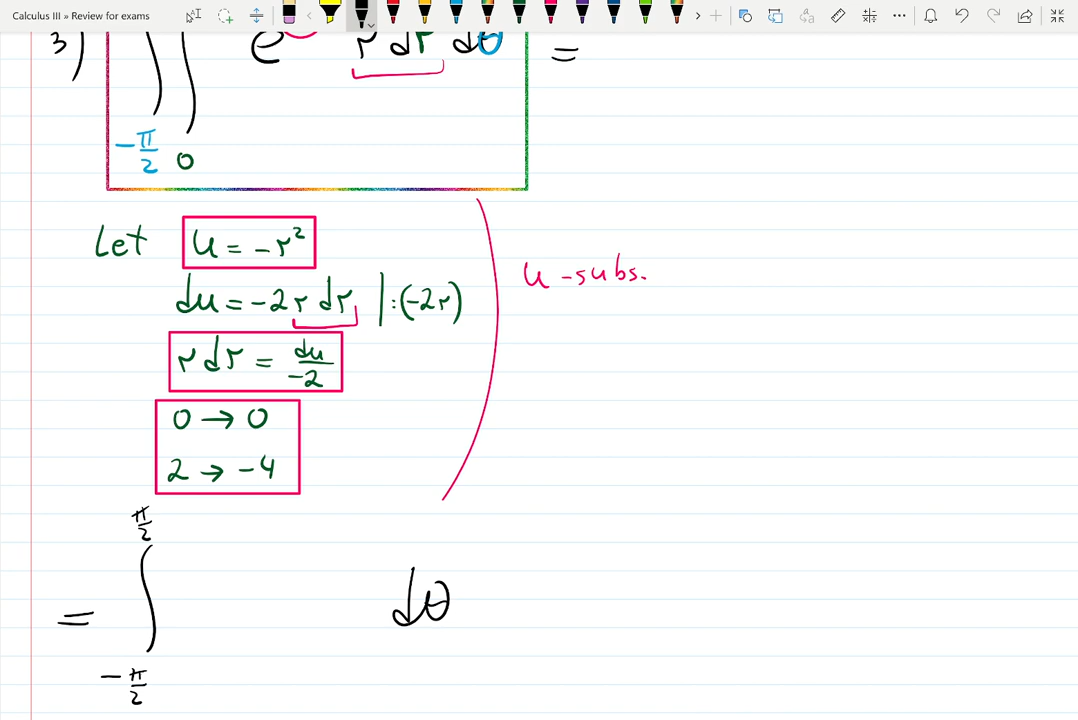 Calculus III » Review for exams
3) ∫ ∫ e r dr dθ =
-π/2 0
Let u = -r²
u-subs.
du = -2r dr |:(-2r)
r dr = du/-2
0 → 0
2 → -4
π/2
= ∫ dθ
-π/2